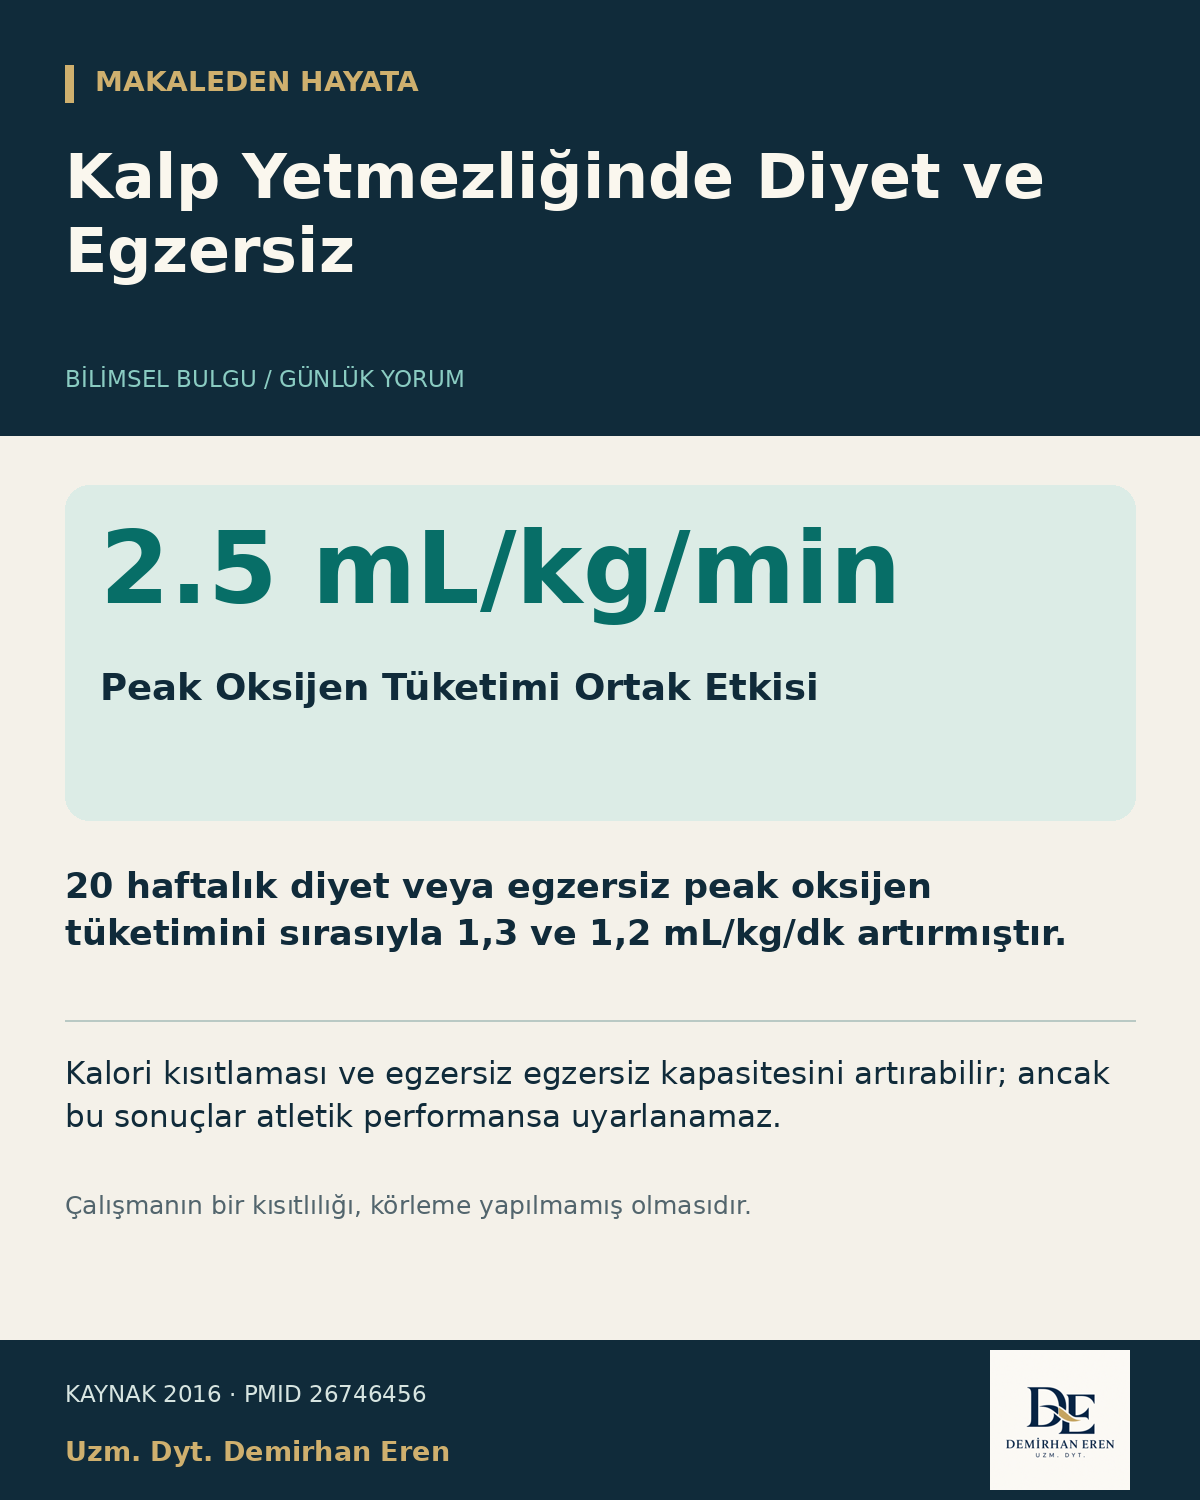 MAKALEDEN HAYATA
Kalp Yetmezliğinde Diyet ve
Egzersiz
BİLİMSEL BULGU / GÜNLÜK YORUM
2.5 mL/kg/min
Peak Oksijen Tüketimi Ortak Etkisi
20 haftalık diyet veya egzersiz peak oksijen
tüketimini sırasıyla 1,3 ve 1,2 mL/kg/dk artırmıştır.
Kalori kısıtlaması ve egzersiz egzersiz kapasitesini artırabilir; ancak
bu sonuçlar atletik performansa uyarlanamaz.
Çalışmanın bir kısıtlılığı, körleme yapılmamış olmasıdır.
KAYNAK 2016 · PMID 26746456
Uzm. Dyt. Demirhan Eren
DE
DEMİRHAN EREN
UZM. DYT.